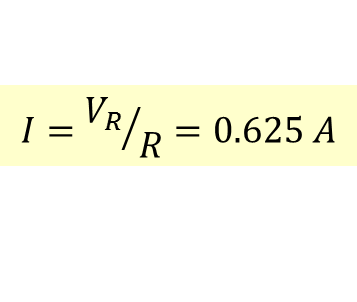 I = V_R/R = 0.625 A